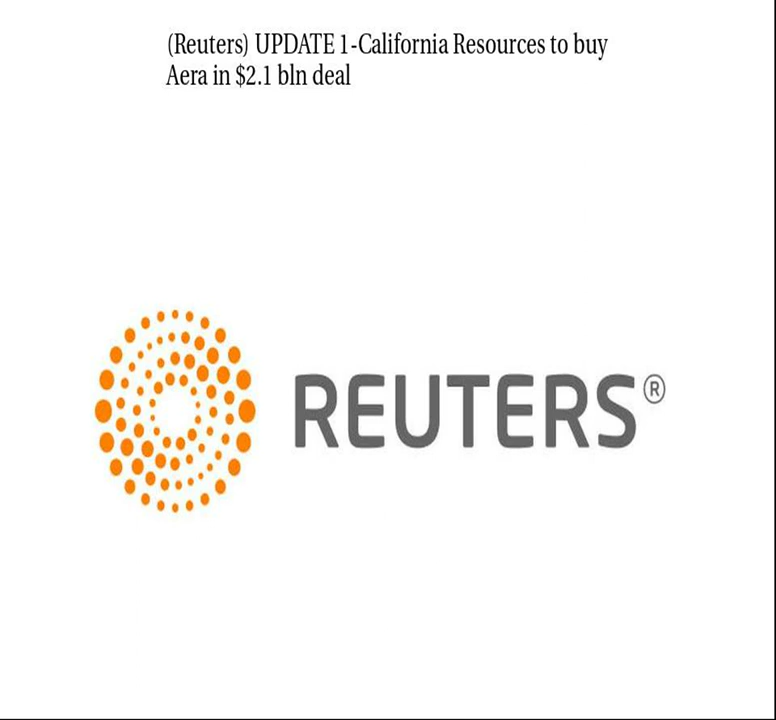 (Reuters) UPDATE 1-California Resources to buy
Aera in $2.1 bln deal
REUTERS®